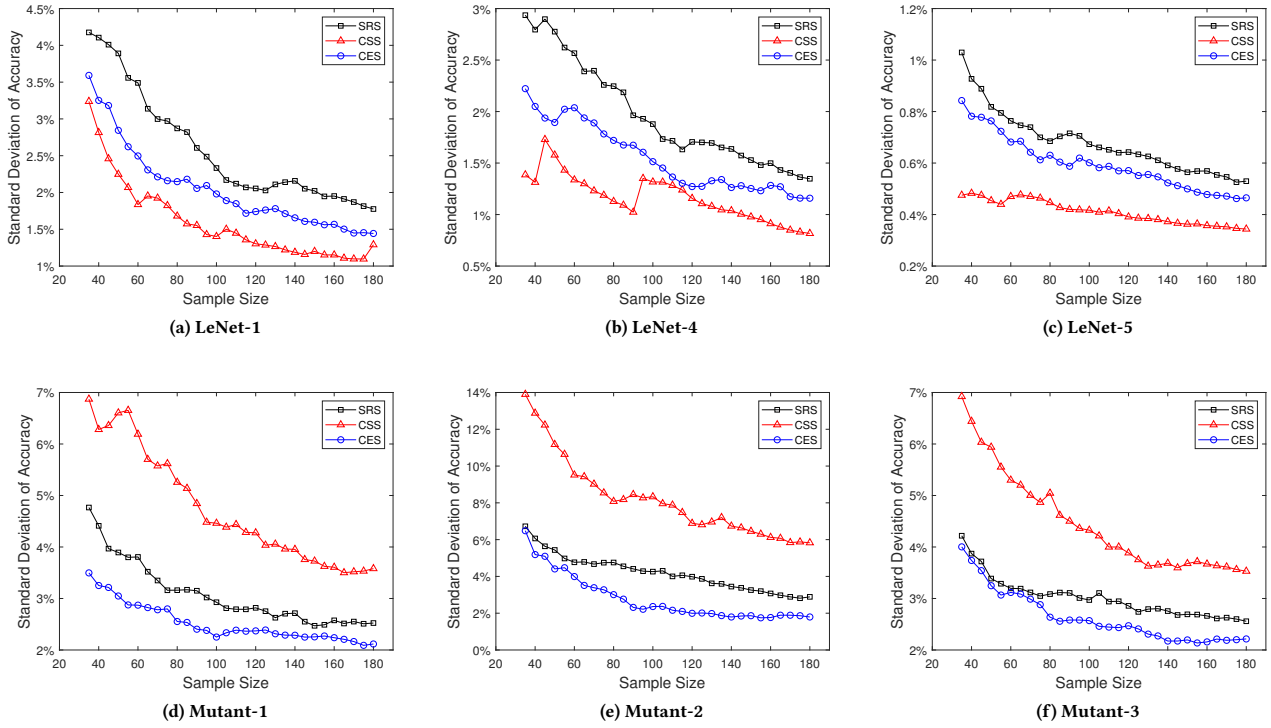 4.5%
4%
3.5%
3%
2.5%
2%
1.5%
1%
Standard Deviation of Accuracy
SRS
CSS
CES
20 40 60 80 100 120 140 160 180
Sample Size
(a) LeNet-1
3%
2.5%
2%
1.5%
1%
0.5%
Standard Deviation of Accuracy
SRS
CSS
CES
20 40 60 80 100 120 140 160 180
Sample Size
(b) LeNet-4
1.2%
1%
0.8%
0.6%
0.4%
0.2%
Standard Deviation of Accuracy
SRS
CSS
CES
20 40 60 80 100 120 140 160 180
Sample Size
(c) LeNet-5
7%
6%
5%
4%
3%
2%
Standard Deviation of Accuracy
SRS
CSS
CES
20 40 60 80 100 120 140 160 180
Sample Size
(d) Mutant-1
14%
12%
10%
8%
6%
4%
2%
0%
Standard Deviation of Accuracy
SRS
CSS
CES
20 40 60 80 100 120 140 160 180
Sample Size
(e) Mutant-2
7%
6%
5%
4%
3%
2%
Standard Deviation of Accuracy
SRS
CSS
CES
20 40 60 80 100 120 140 160 180
Sample Size
(f) Mutant-3